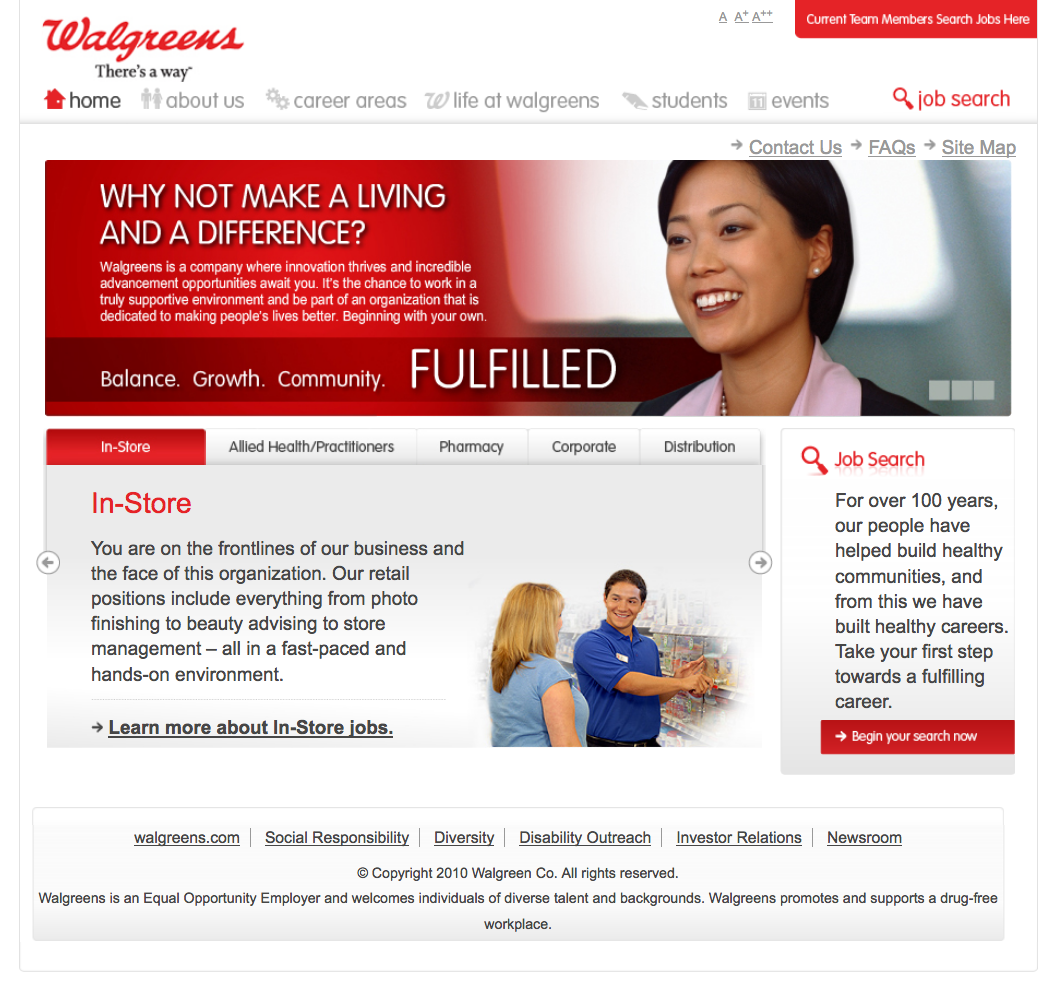 Walgreens
There's a way℠
A A+ A++
Current Team Members Search Jobs Here
home about us career areas life at walgreens students events job search
Contact Us FAQs Site Map
WHY NOT MAKE A LIVING
AND A DIFFERENCE?
Walgreens is a company where innovation thrives and incredible
advancement opportunities await you. It's the chance to work in a
truly supportive environment and be part of an organization that is
dedicated to making people's lives better. Beginning with your own.
Balance. Growth. Community. FULFILLED
In-Store Allied Health/Practitioners Pharmacy Corporate Distribution
In-Store
You are on the frontlines of our business and
the face of this organization. Our retail
positions include everything from photo
finishing to beauty advising to store
management – all in a fast-paced and
hands-on environment.
Learn more about In-Store jobs.
Job Search
For over 100 years,
our people have
helped build healthy
communities, and
from this we have
built healthy careers.
Take your first step
towards a fulfilling
career.
Begin your search now
walgreens.com Social Responsibility Diversity Disability Outreach Investor Relations Newsroom
© Copyright 2010 Walgreen Co. All rights reserved.
Walgreens is an Equal Opportunity Employer and welcomes individuals of diverse talent and backgrounds. Walgreens promotes and supports a drug-free
workplace.